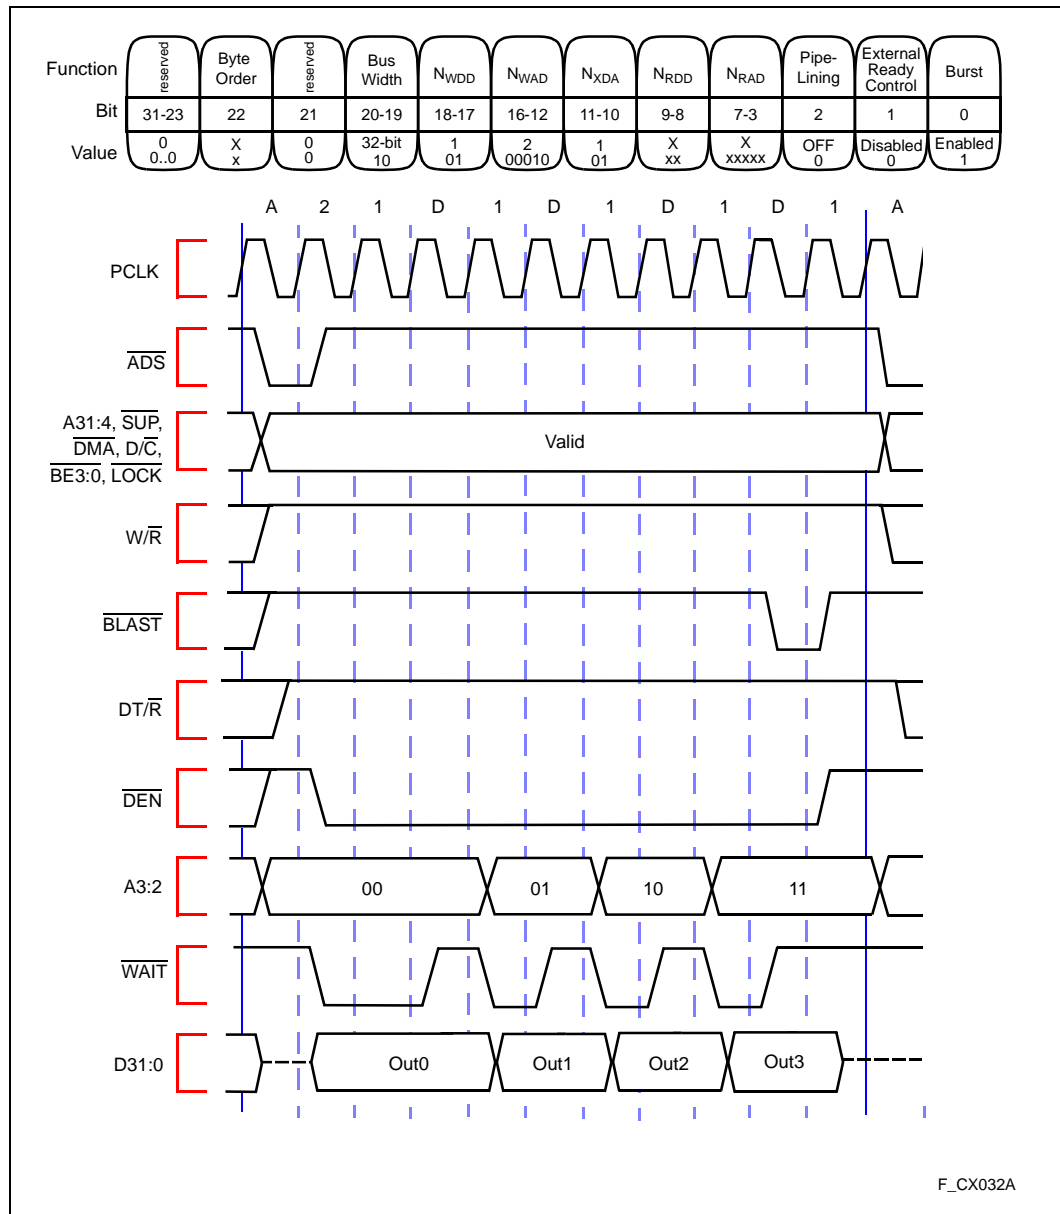 Function
reserved
Byte
Order
reserved
Bus
Width
NWDD
NWAD
NXDA
NRDD
NRAD
Pipe-
Lining
External
Ready
Control
Burst
Bit
31-23
22
21
20-19
18-17
16-12
11-10
9-8
7-3
2
1
0
Value
0
0..0
X
x
0
0
32-bit
10
1
01
2
00010
1
01
X
xx
X
xxxxx
OFF
0
Disabled
0
Enabled
1
A 2 1 D 1 D 1 D 1 D 1 A
PCLK
ADS
A31:4, SUP,
DMA, D/C,
BE3:0, LOCK
Valid
W/R
BLAST
DT/R
DEN
A3:2
00
01
10
11
WAIT
D31:0
Out0
Out1
Out2
Out3
F_CX032A